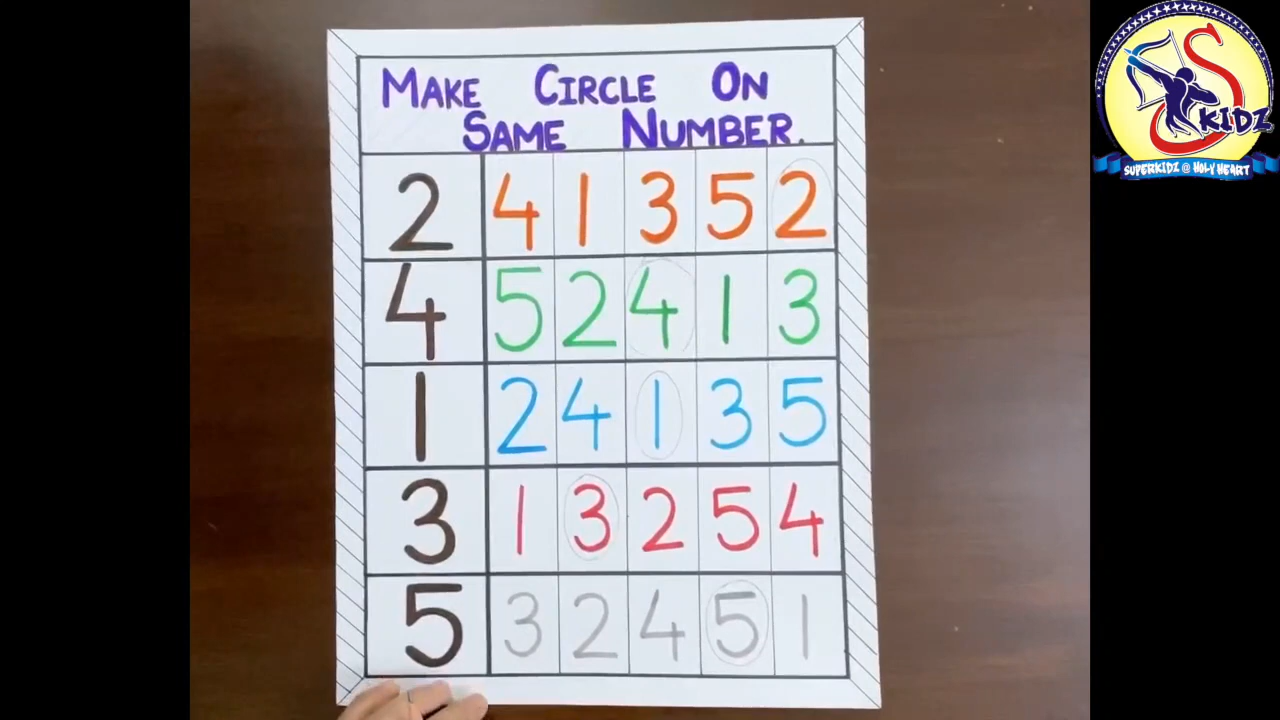 MAKE CIRCLE ON
SAME NUMBER.
2 4 1 3 5 2
4 5 2 4 1 3
1 2 4 1 3 5
3 1 3 2 5 4
5 3 2 4 5 1
S
KIDZ
SUPERKIDZ @ HOLY HEART